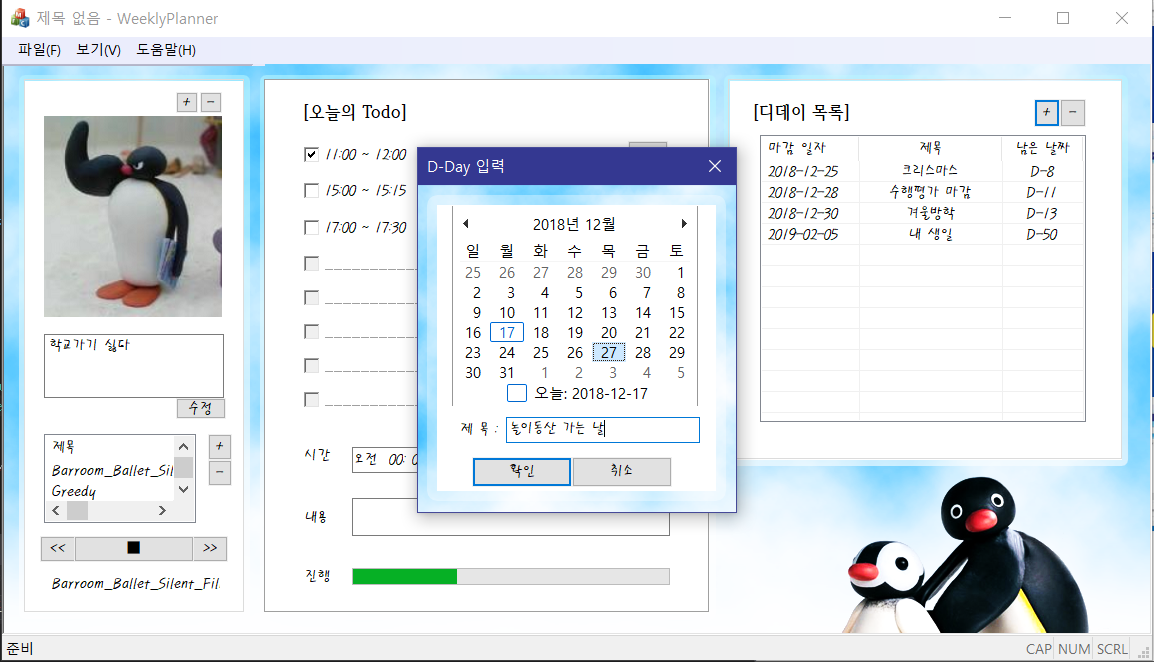 제목 없음 - WeeklyPlanner
파일(F) 보기(V) 도움말(H)
+ -
학교가기 싫다
수정
제목
Barroom_Ballet_Sil
Greedy
+
-
<< >>
Barroom_Ballet_Silent_Fil
[오늘의 Todo]
11:00 ~ 12:00
15:00 ~ 15:15
17:00 ~ 17:30
시간 오전 00: 0
내용
진행
D-Day 입력
2018년 12월
일 월 화 수 목 금 토
25 26 27 28 29 30 1
2 3 4 5 6 7 8
9 10 11 12 13 14 15
16 17 18 19 20 21 22
23 24 25 26 27 28 29
30 31 1 2 3 4 5
오늘: 2018-12-17
제 목 : 놀이동산 가는 날
확인 취소
[디데이 목록] + -
마감 일자 제목 남은 날짜
2018-12-25 크리스마스 D-8
2018-12-28 수행평가 마감 D-11
2018-12-30 겨울방학 D-13
2019-02-05 내 생일 D-50
준비 CAP NUM SCRL